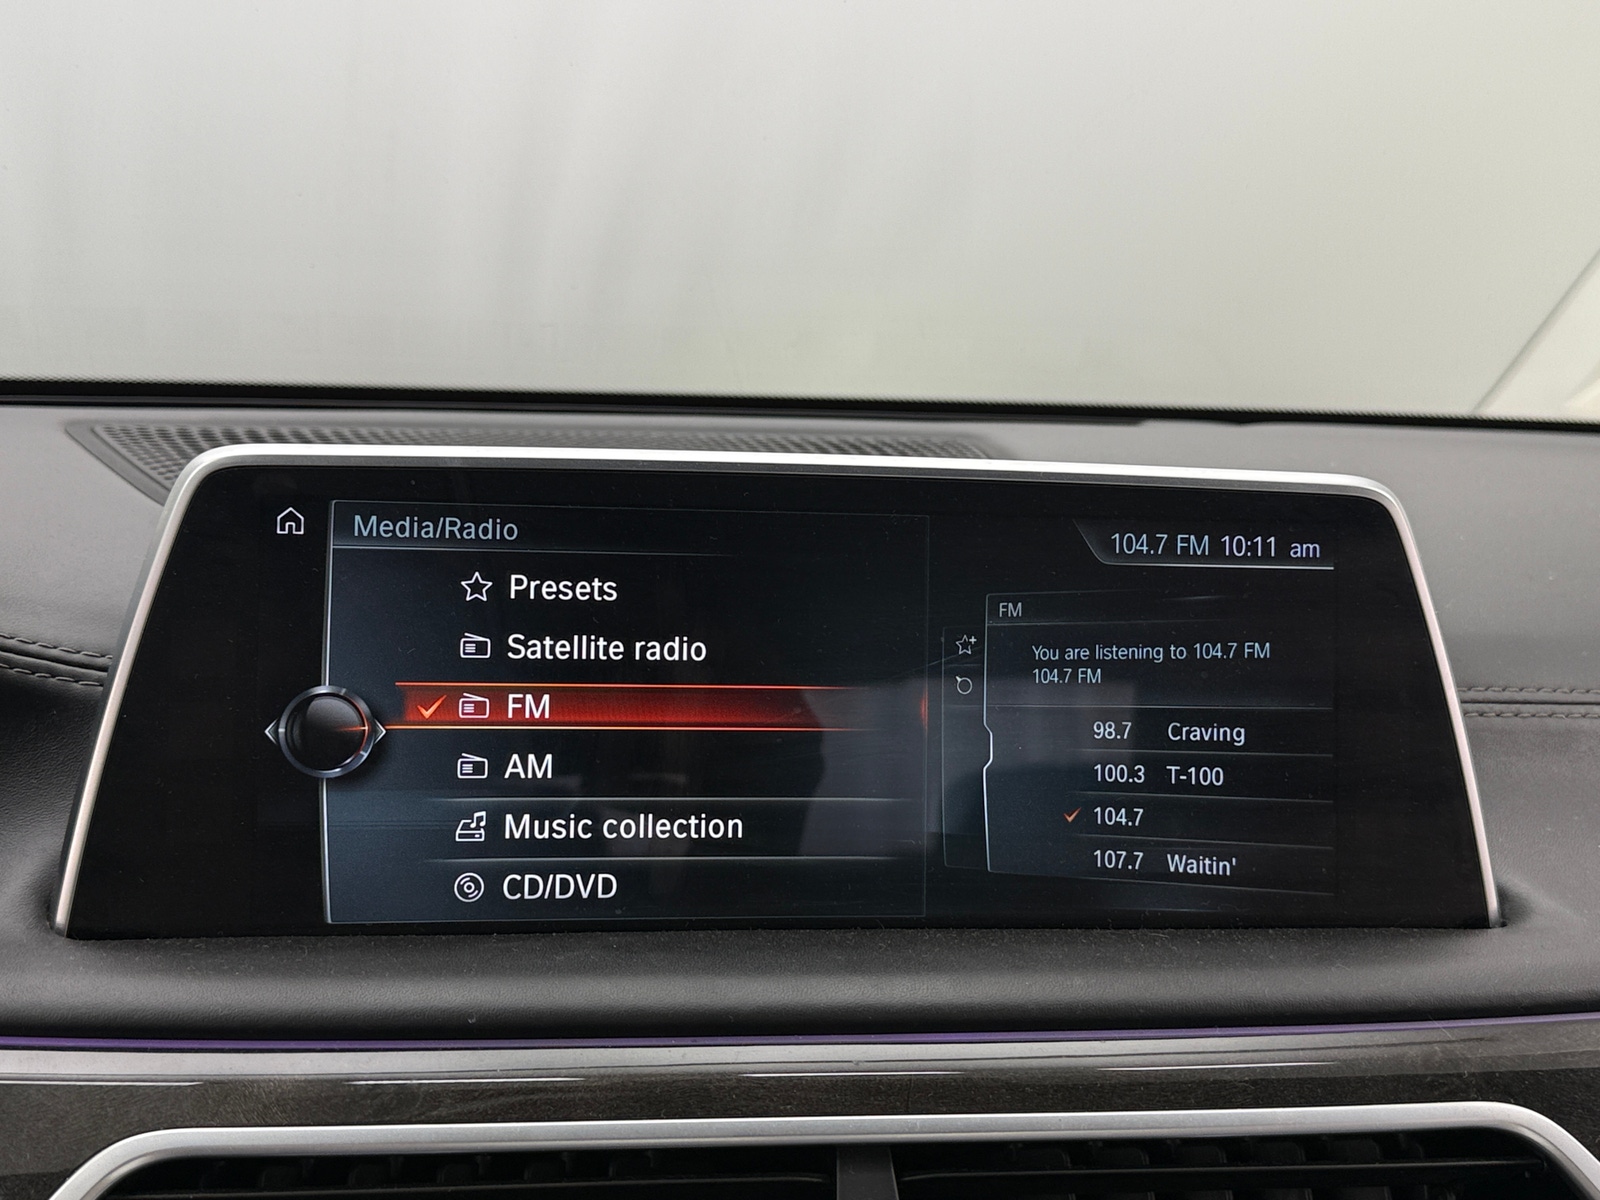 Media/Radio
104.7 FM 10:11 am
Presets
Satellite radio
FM
AM
Music collection
CD/DVD
FM
You are listening to 104.7 FM
104.7 FM
98.7 Craving
100.3 T-100
104.7
107.7 Waitin'